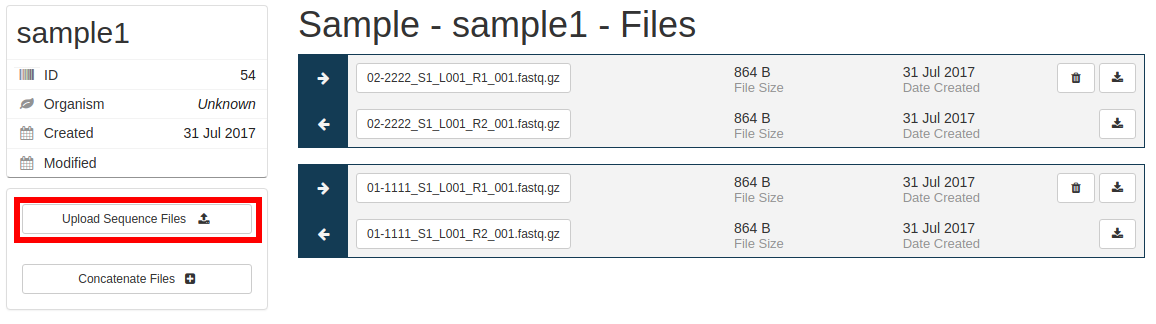 sample1
ID 54
Organism Unknown
Created 31 Jul 2017
Modified
Upload Sequence Files
Concatenate Files
Sample - sample1 - Files
02-2222_S1_L001_R1_001.fastq.gz 864 B 31 Jul 2017
File Size Date Created
02-2222_S1_L001_R2_001.fastq.gz 864 B 31 Jul 2017
File Size Date Created
01-1111_S1_L001_R1_001.fastq.gz 864 B 31 Jul 2017
File Size Date Created
01-1111_S1_L001_R2_001.fastq.gz 864 B 31 Jul 2017
File Size Date Created